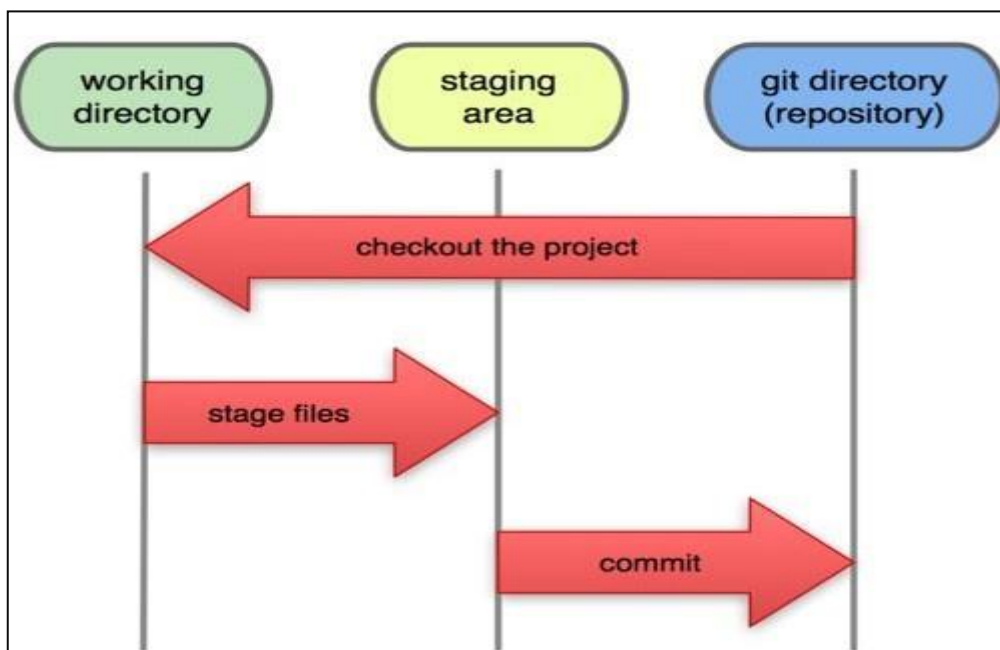 working
directory
staging
area
git directory
(repository)
checkout the project
stage files
commit